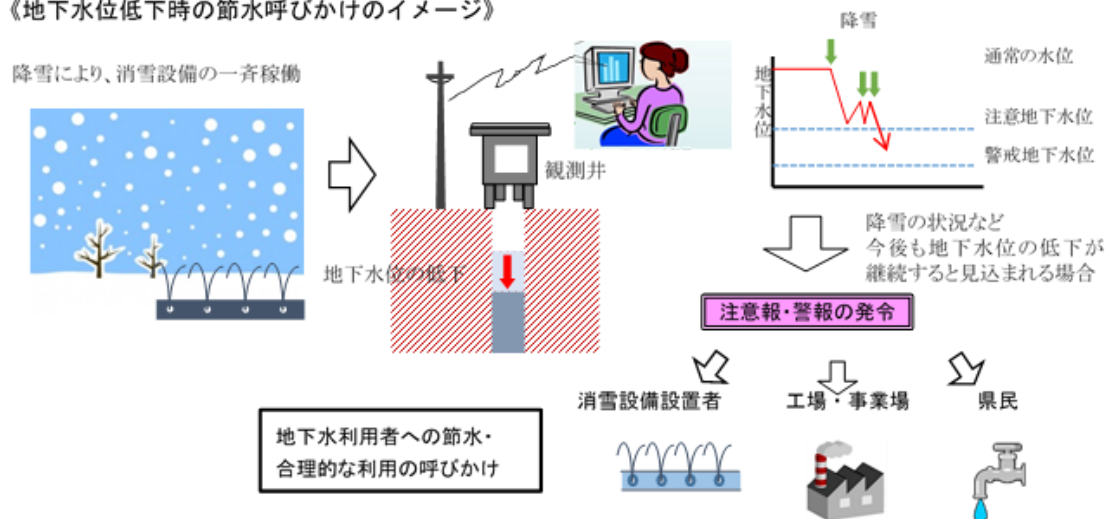 《地下水位低下時の節水呼びかけのイメージ》
降雪により、消雪設備の一斉稼働
観測井
地下水位の低下
降雪
地下水位
通常の水位
注意地下水位
警戒地下水位
降雪の状況など
今後も地下水位の低下が
継続すると見込まれる場合
注意報・警報の発令
消雪設備設置者
工場・事業場
県民
地下水利用者への節水・
合理的な利用の呼びかけ